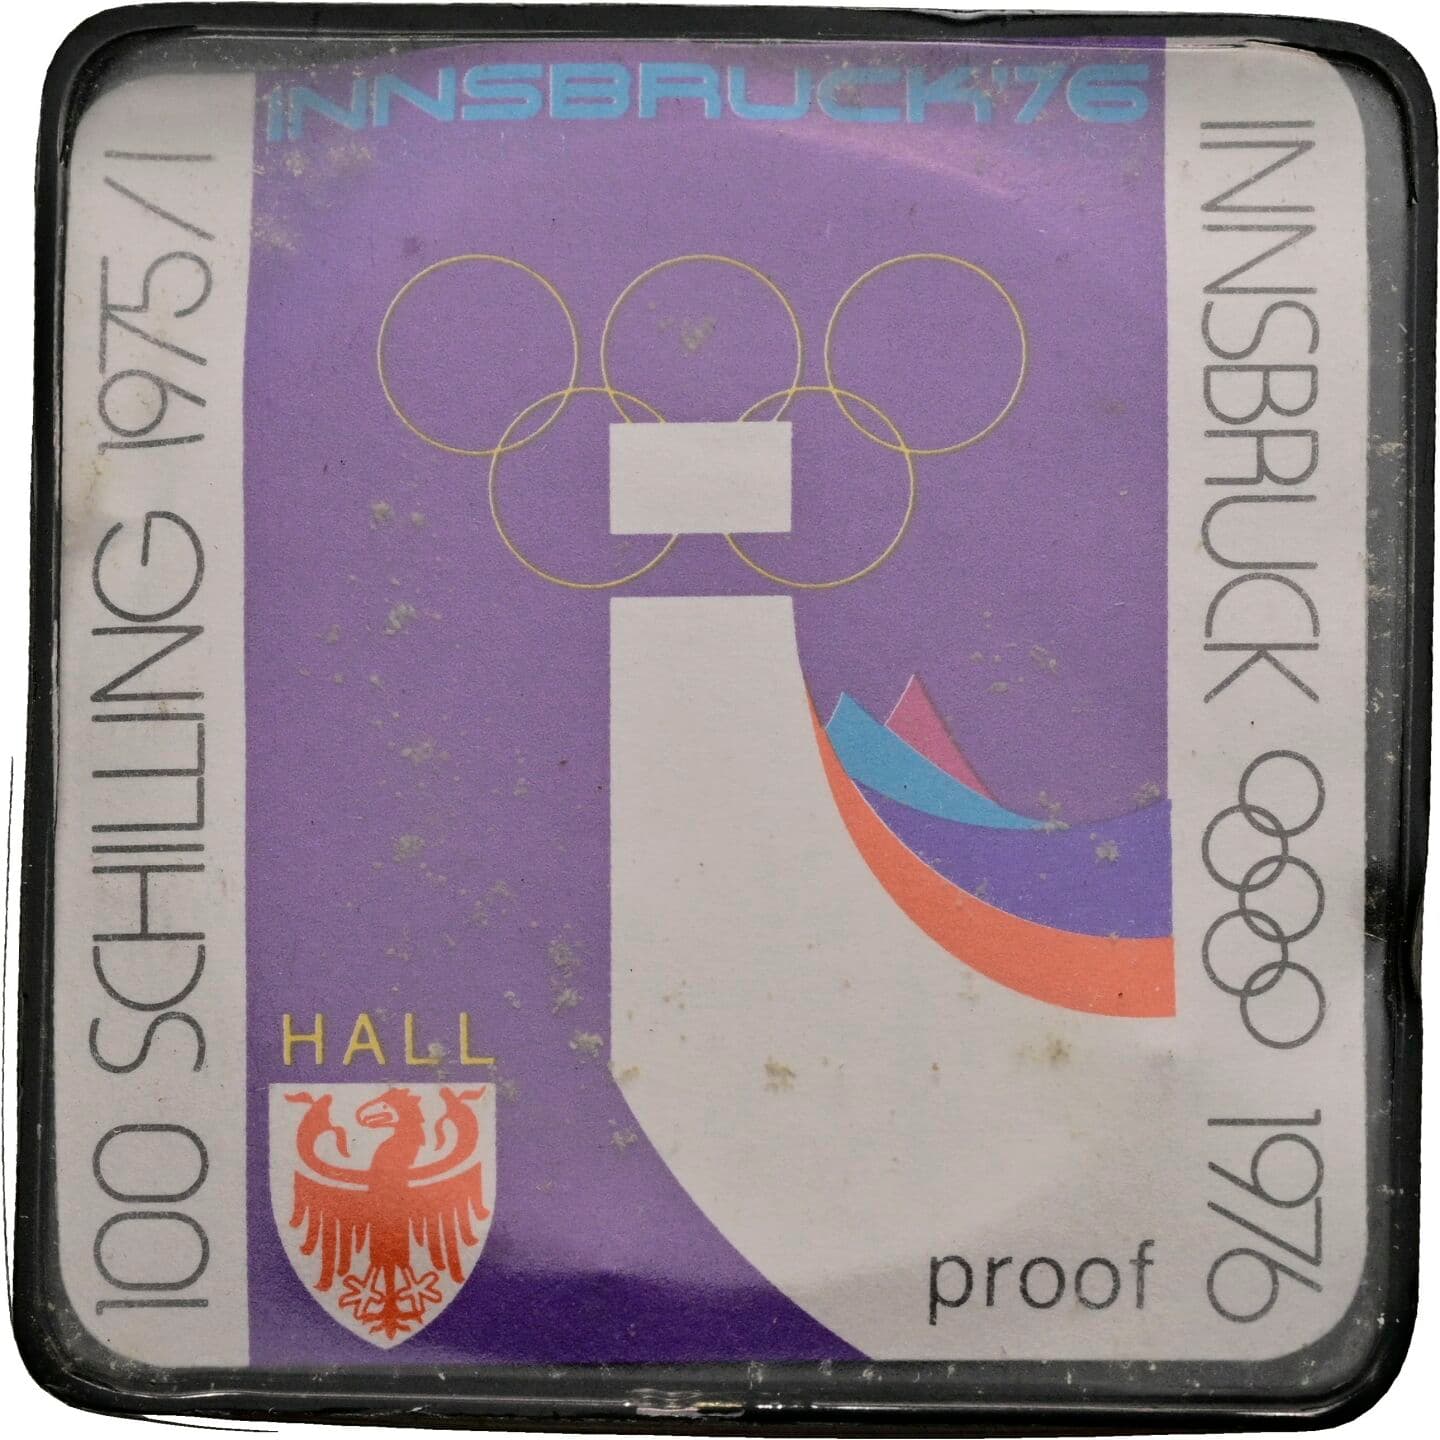 INNSBRUCK'76
100 SCHILLING 1975/I
INNSBRUCK 1976
HALL
proof